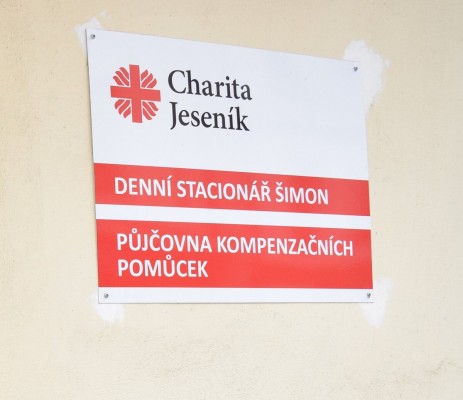 Charita
Jeseník
DENNÍ STACIONÁŘ ŠIMON
PŮJČOVNA KOMPENZAČNÍCH
POMŮCEK